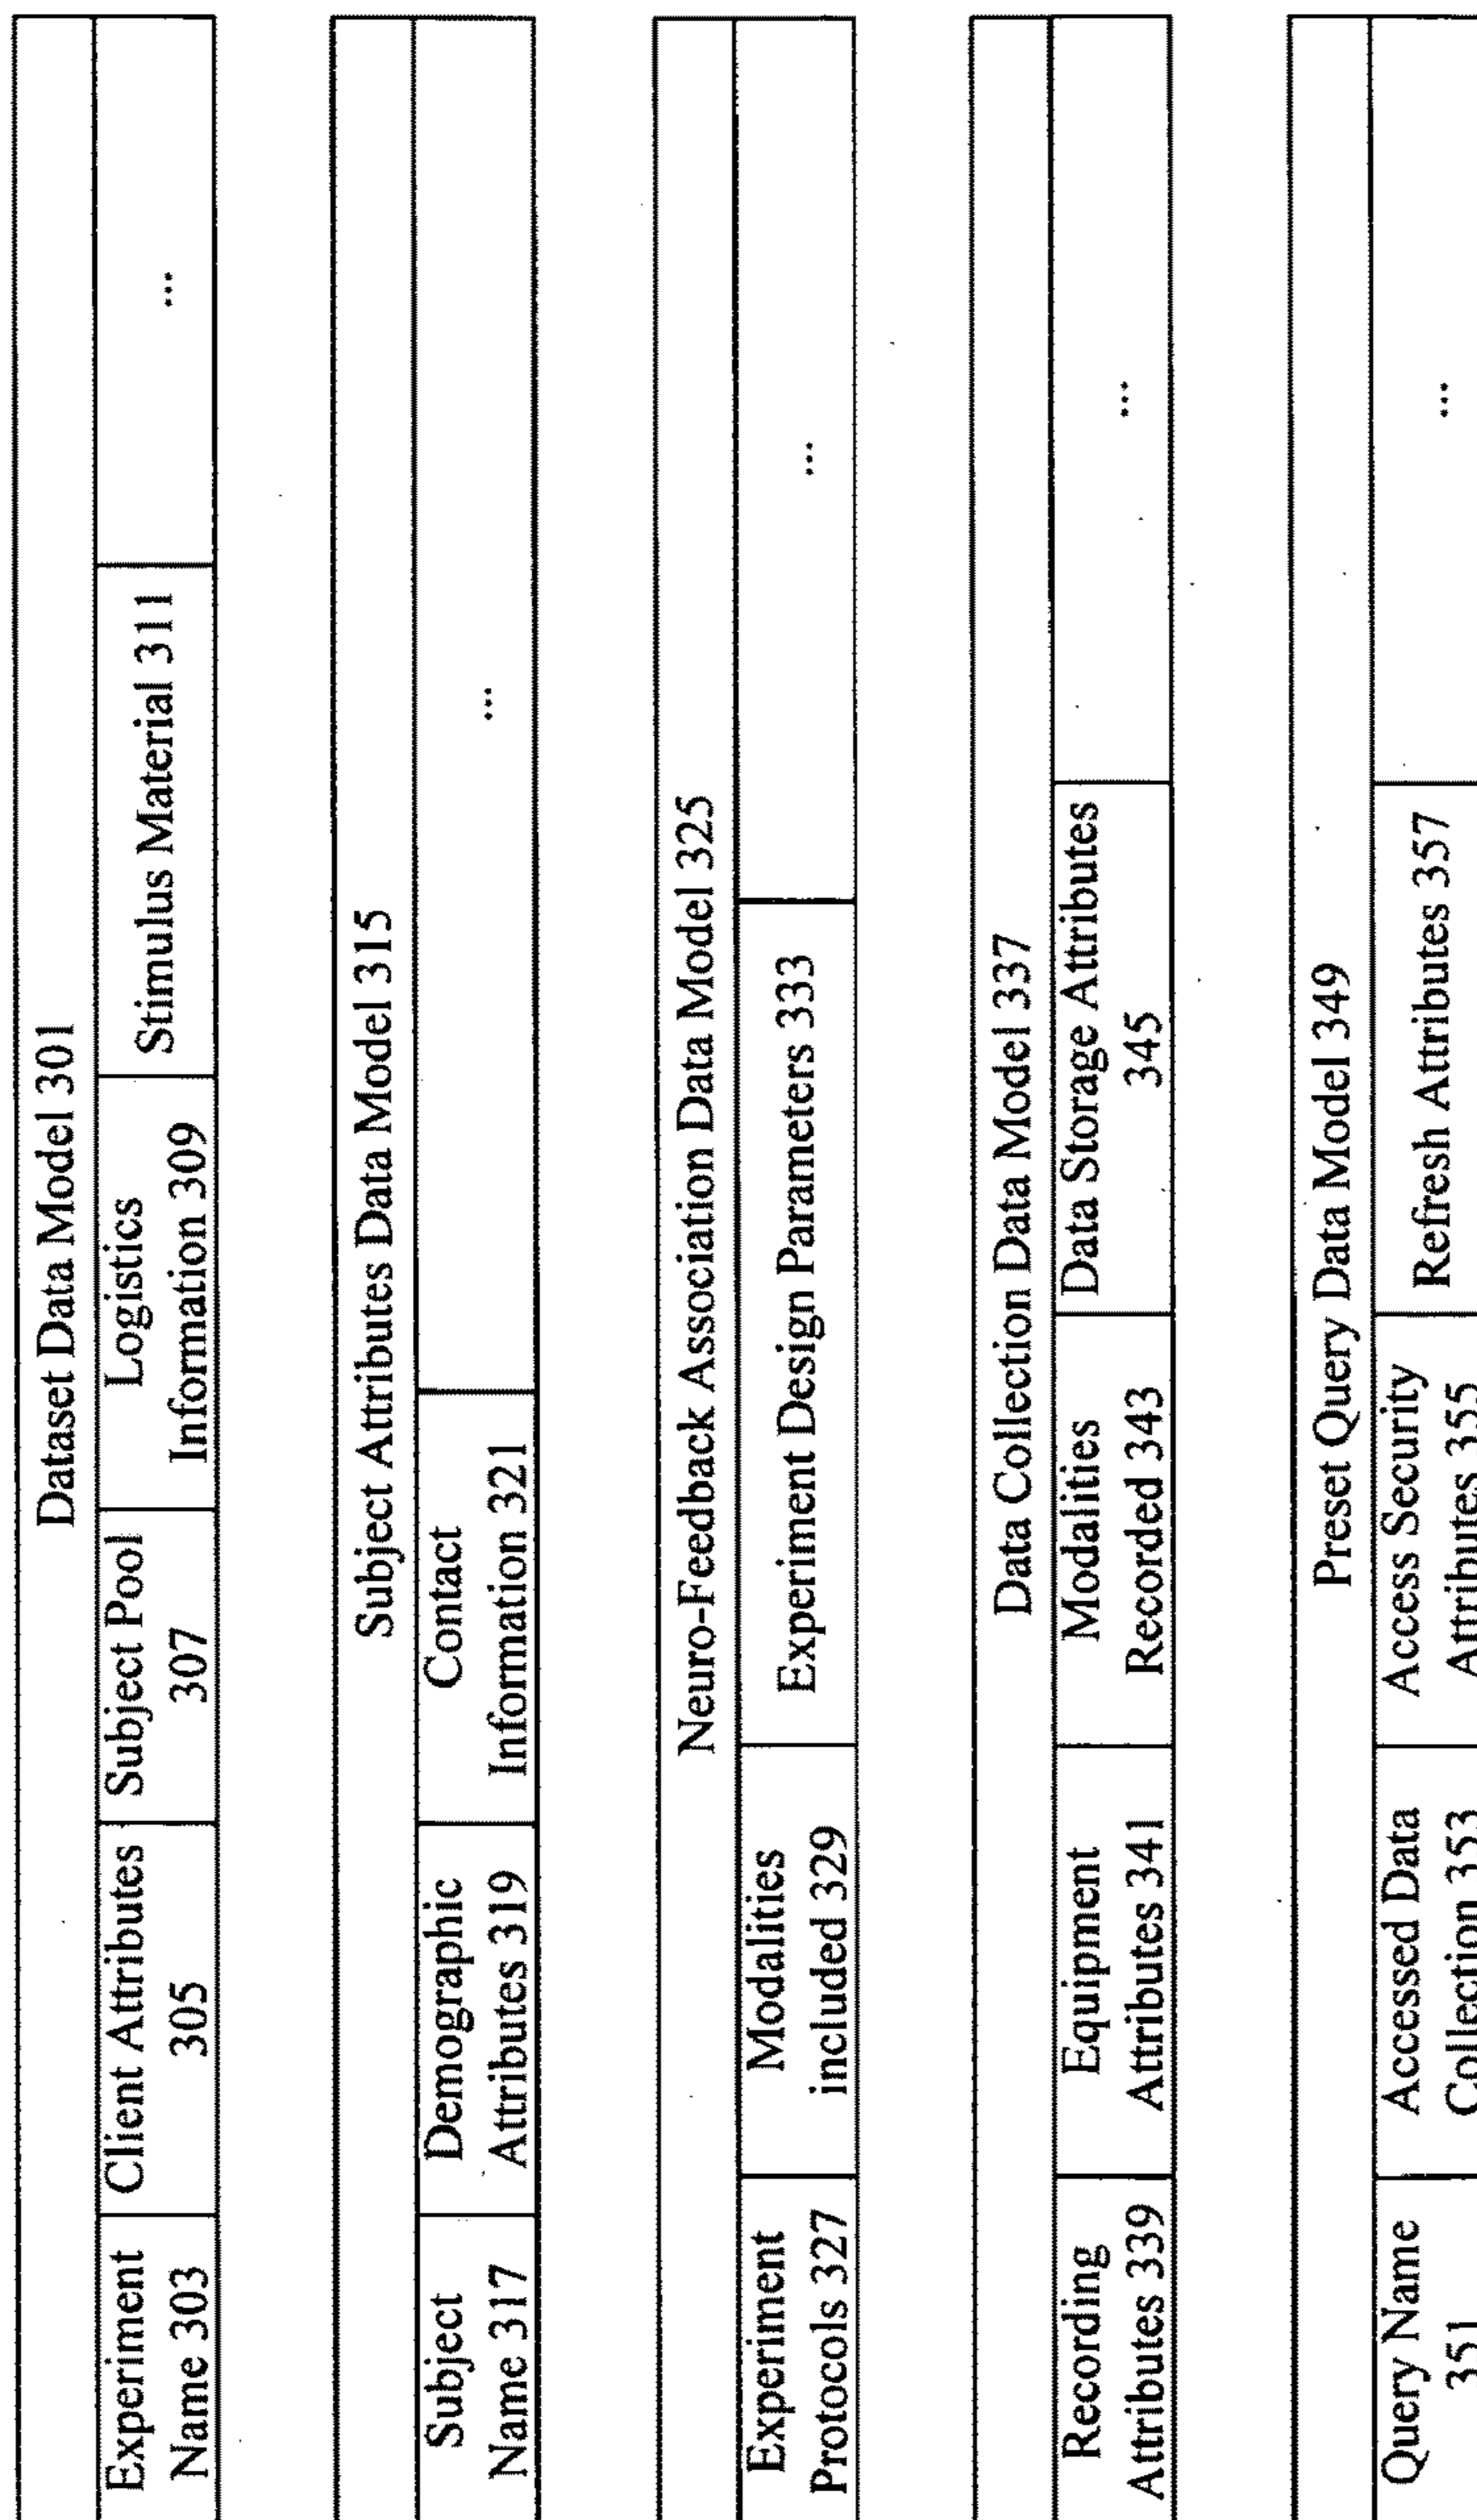 Dataset Data Model 301
Experiment
Name 303
Client Attributes
305
Subject Pool
307
Logistics
Information 309
Stimulus Material 311
...
Subject Attributes Data Model 315
Subject
Name 317
Demographic
Attributes 319
Contact
Information 321
...
Neuro-Feedback Association Data Model 325
Experiment
Protocols 327
Modalities
included 329
Experiment Design Parameters 333
...
Data Collection Data Model 337
Recording
Attributes 339
Equipment
Attributes 341
Modalities
Recorded 343
Data Storage Attributes
345
...
Preset Query Data Model 349
Query Name
351
Accessed Data
Collection 353
Access Security
Attributes 355
Refresh Attributes 357
...